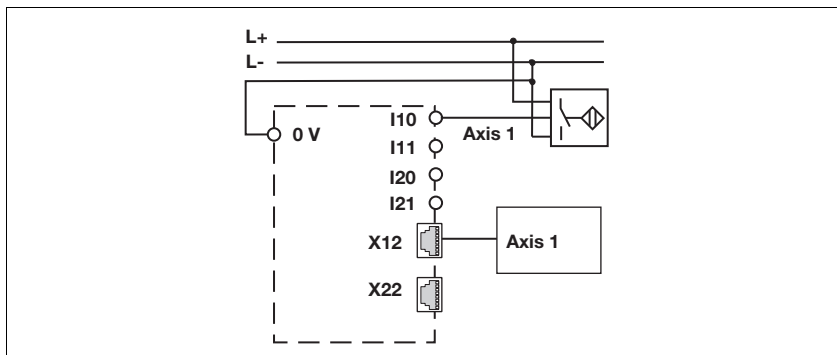 L+
L-
I10
Axis 1
0 V
I11
I20
I21
X12
Axis 1
X22